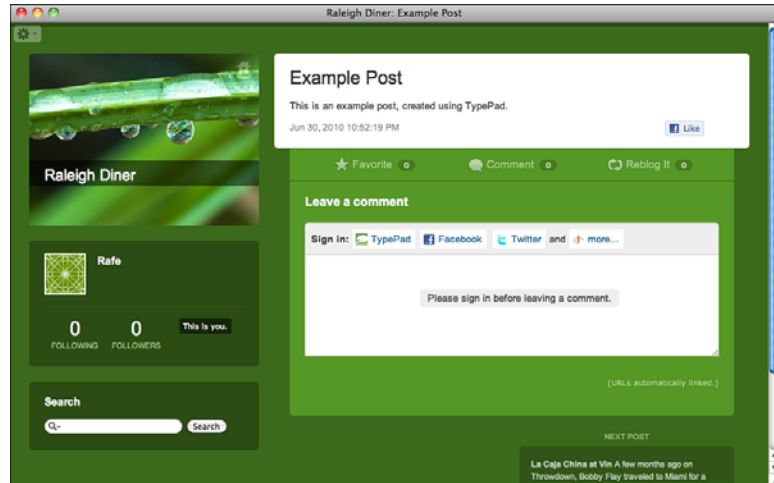 Raleigh Diner: Example Post
Raleigh Diner
Rafe
0
0
This is you.
FOLLOWING
FOLLOWERS
Search
Search
Example Post
This is an example post, created using TypePad.
Jun 30, 2010 10:52:19 PM
Like
Favorite 0
Comment 0
Reblog It 0
Leave a comment
Sign in: TypePad Facebook Twitter and more...
Please sign in before leaving a comment.
(URLs automatically linked.)
NEXT POST
La Caja China at Vin A few months ago on
Throwdown, Bobby Flay traveled to Miami for a